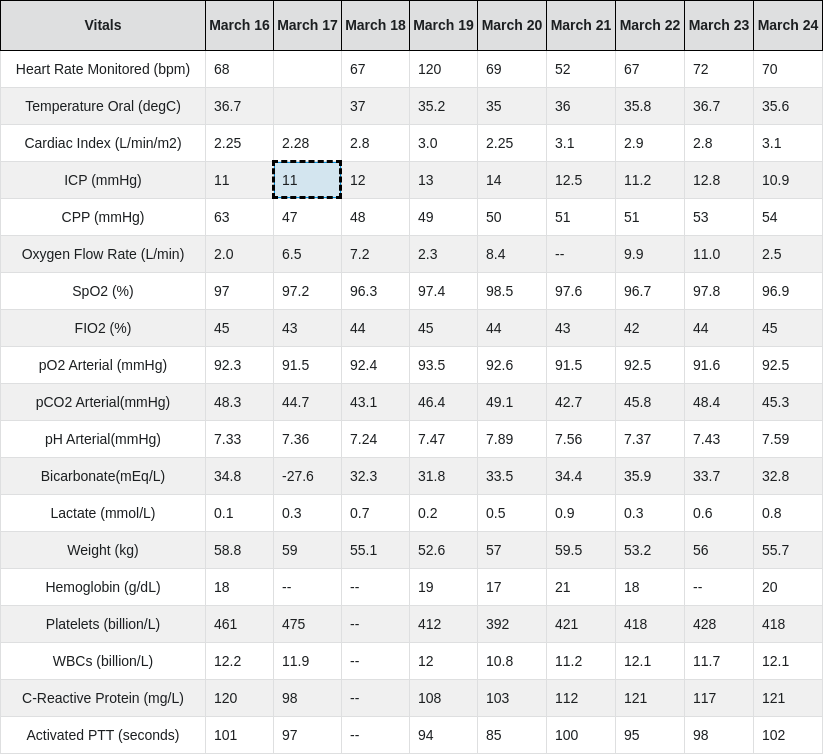 Vitals March 16 March 17 March 18 March 19 March 20 March 21 March 22 March 23 March 24
Heart Rate Monitored (bpm) 68 67 120 69 52 67 72 70
Temperature Oral (degC) 36.7 37 35.2 35 36 35.8 36.7 35.6
Cardiac Index (L/min/m2) 2.25 2.28 2.8 3.0 2.25 3.1 2.9 2.8 3.1
ICP (mmHg) 11 11 12 13 14 12.5 11.2 12.8 10.9
CPP (mmHg) 63 47 48 49 50 51 51 53 54
Oxygen Flow Rate (L/min) 2.0 6.5 7.2 2.3 8.4 -- 9.9 11.0 2.5
SpO2 (%) 97 97.2 96.3 97.4 98.5 97.6 96.7 97.8 96.9
FIO2 (%) 45 43 44 45 44 43 42 44 45
pO2 Arterial (mmHg) 92.3 91.5 92.4 93.5 92.6 91.5 92.5 91.6 92.5
pCO2 Arterial(mmHg) 48.3 44.7 43.1 46.4 49.1 42.7 45.8 48.4 45.3
pH Arterial(mmHg) 7.33 7.36 7.24 7.47 7.89 7.56 7.37 7.43 7.59
Bicarbonate(mEq/L) 34.8 -27.6 32.3 31.8 33.5 34.4 35.9 33.7 32.8
Lactate (mmol/L) 0.1 0.3 0.7 0.2 0.5 0.9 0.3 0.6 0.8
Weight (kg) 58.8 59 55.1 52.6 57 59.5 53.2 56 55.7
Hemoglobin (g/dL) 18 -- -- 19 17 21 18 -- 20
Platelets (billion/L) 461 475 -- 412 392 421 418 428 418
WBCs (billion/L) 12.2 11.9 -- 12 10.8 11.2 12.1 11.7 12.1
C-Reactive Protein (mg/L) 120 98 -- 108 103 112 121 117 121
Activated PTT (seconds) 101 97 -- 94 85 100 95 98 102